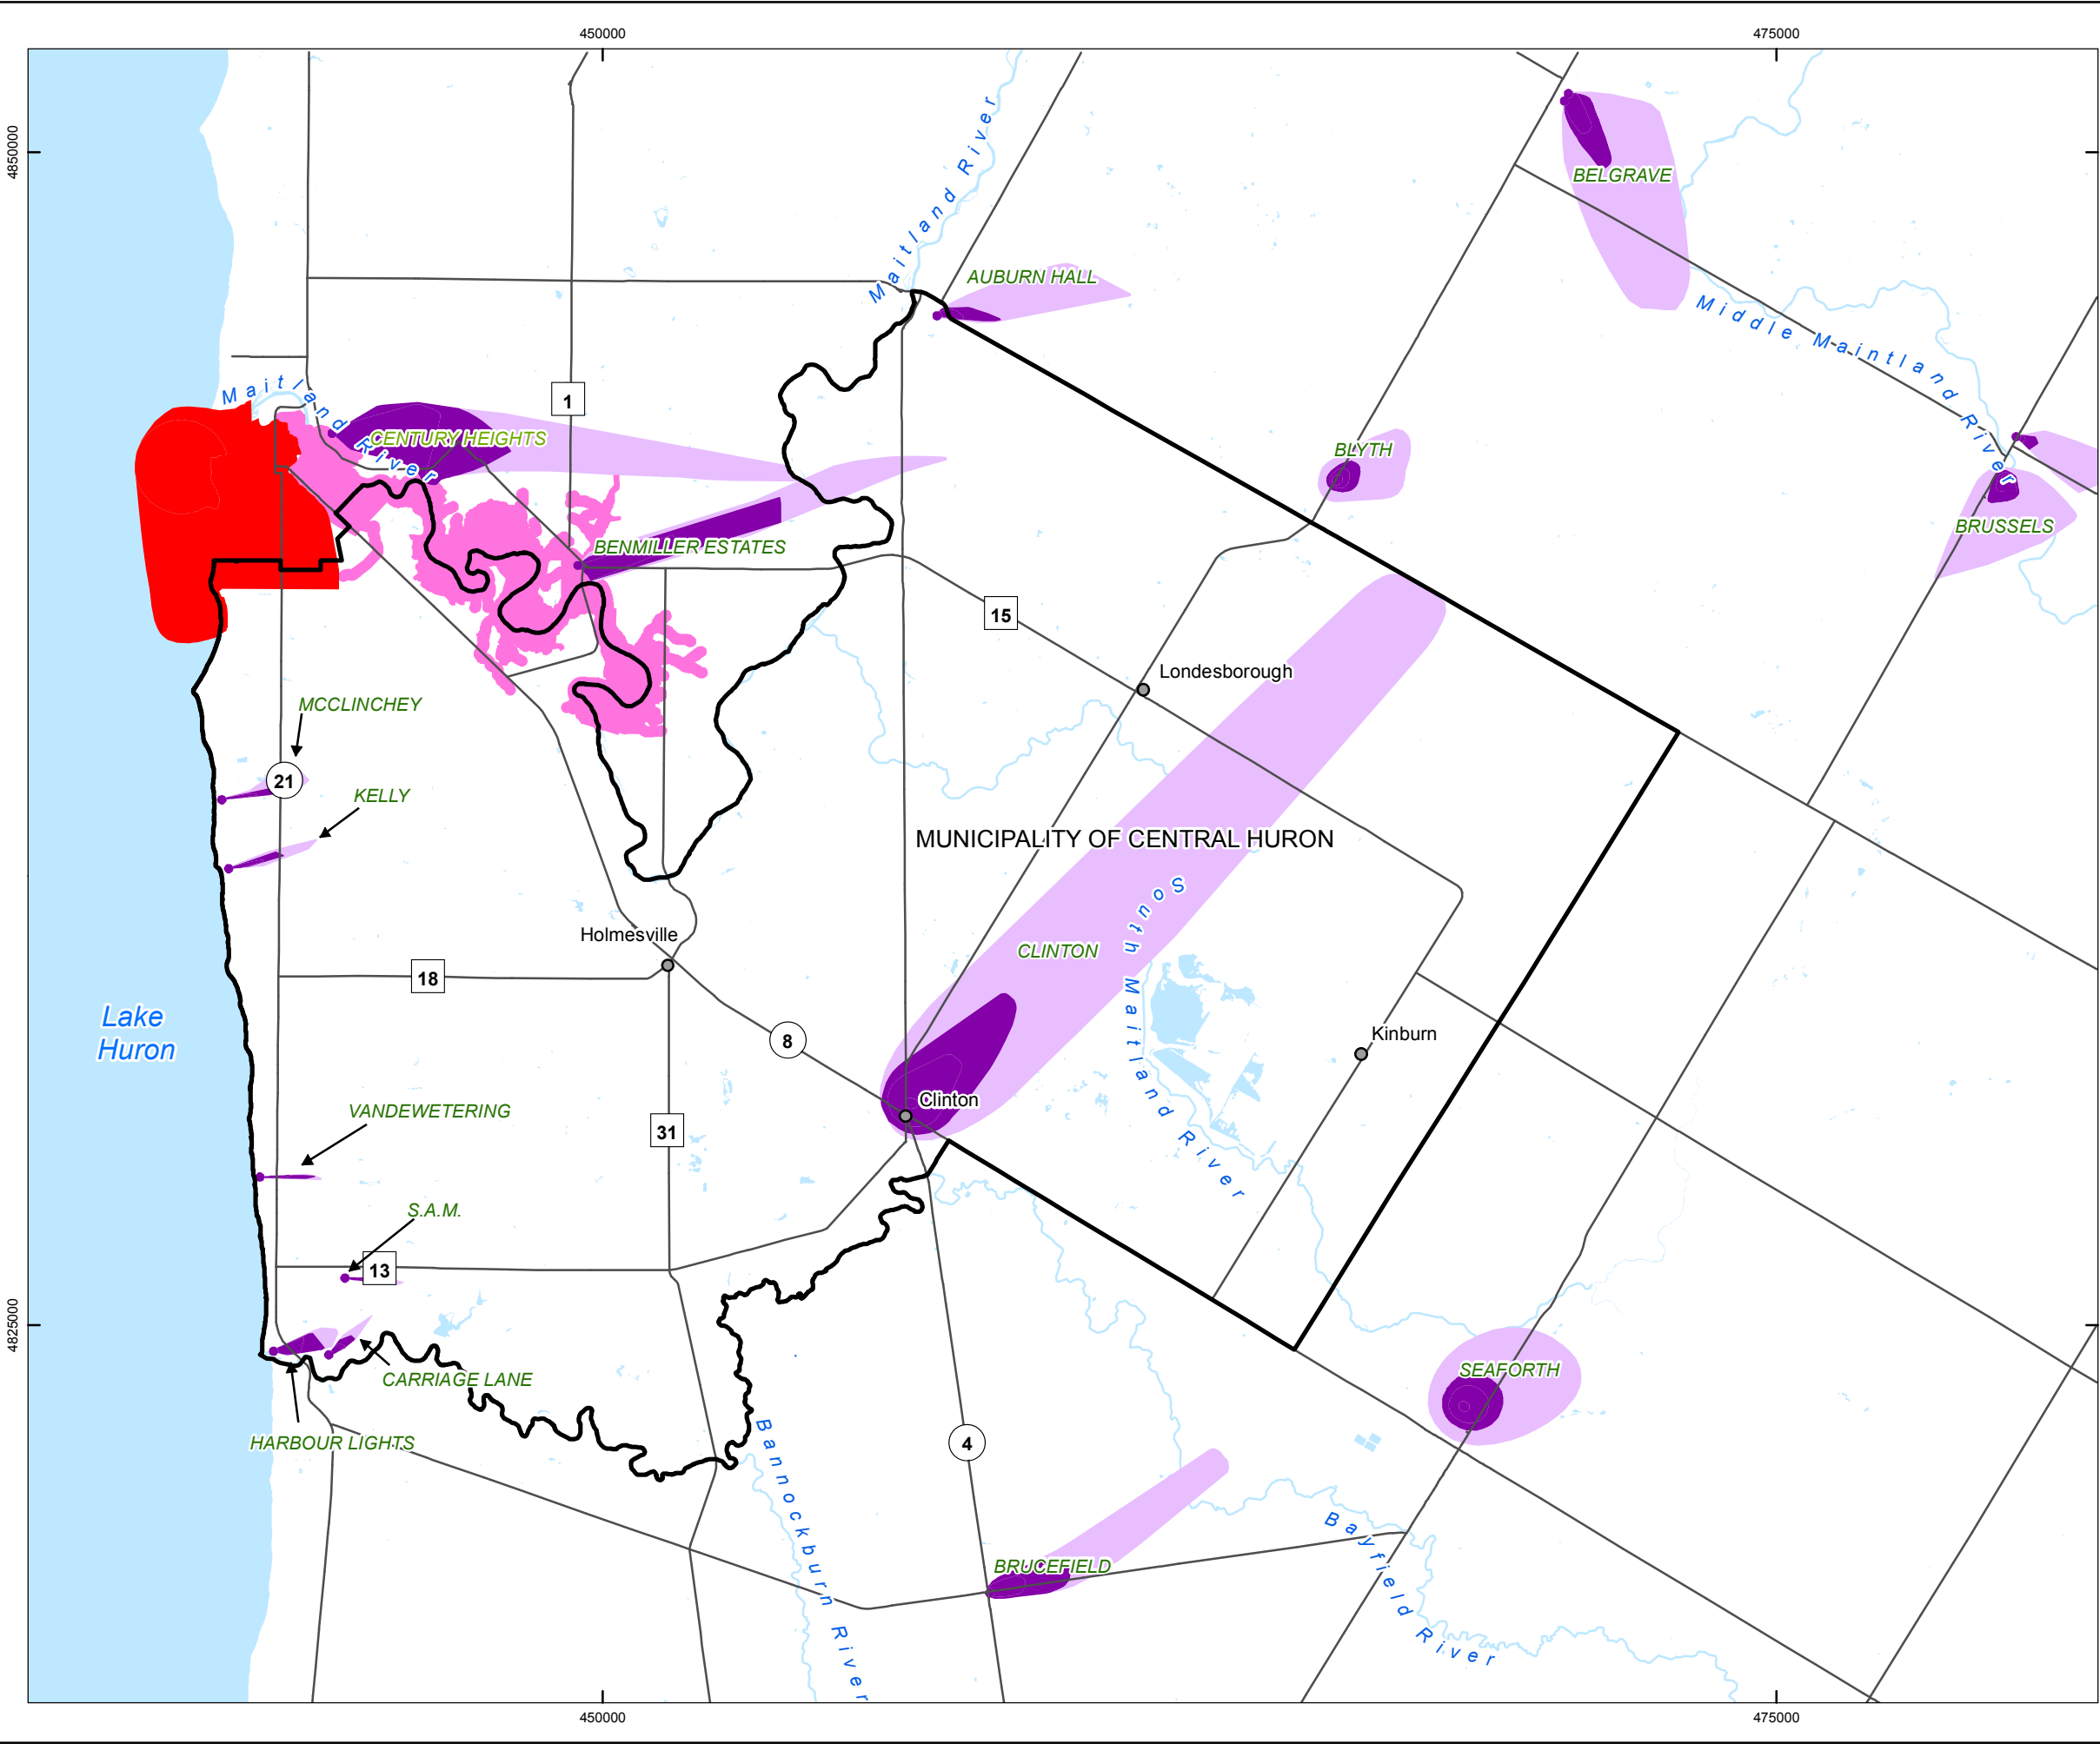 450000
475000
4850000
Maitland River
BELGRAVE
AUBURN HALL
Middle Maintland River
Maitland River
1
CENTURY HEIGHTS
BLYTH
BRUSSELS
BENMILLER ESTATES
15
Londesborough
MCCLINCHEY
21
KELLY
MUNICIPALITY OF CENTRAL HURON
South Maitland River
Holmesville
CLINTON
18
Lake
Huron
8
Kinburn
Clinton
VANDEWETERING
31
S.A.M.
13
4825000
CARRIAGE LANE
SEAFORTH
HARBOUR LIGHTS
4
Bannockburn River
Bayfield River
BRUCEFIELD
450000
475000